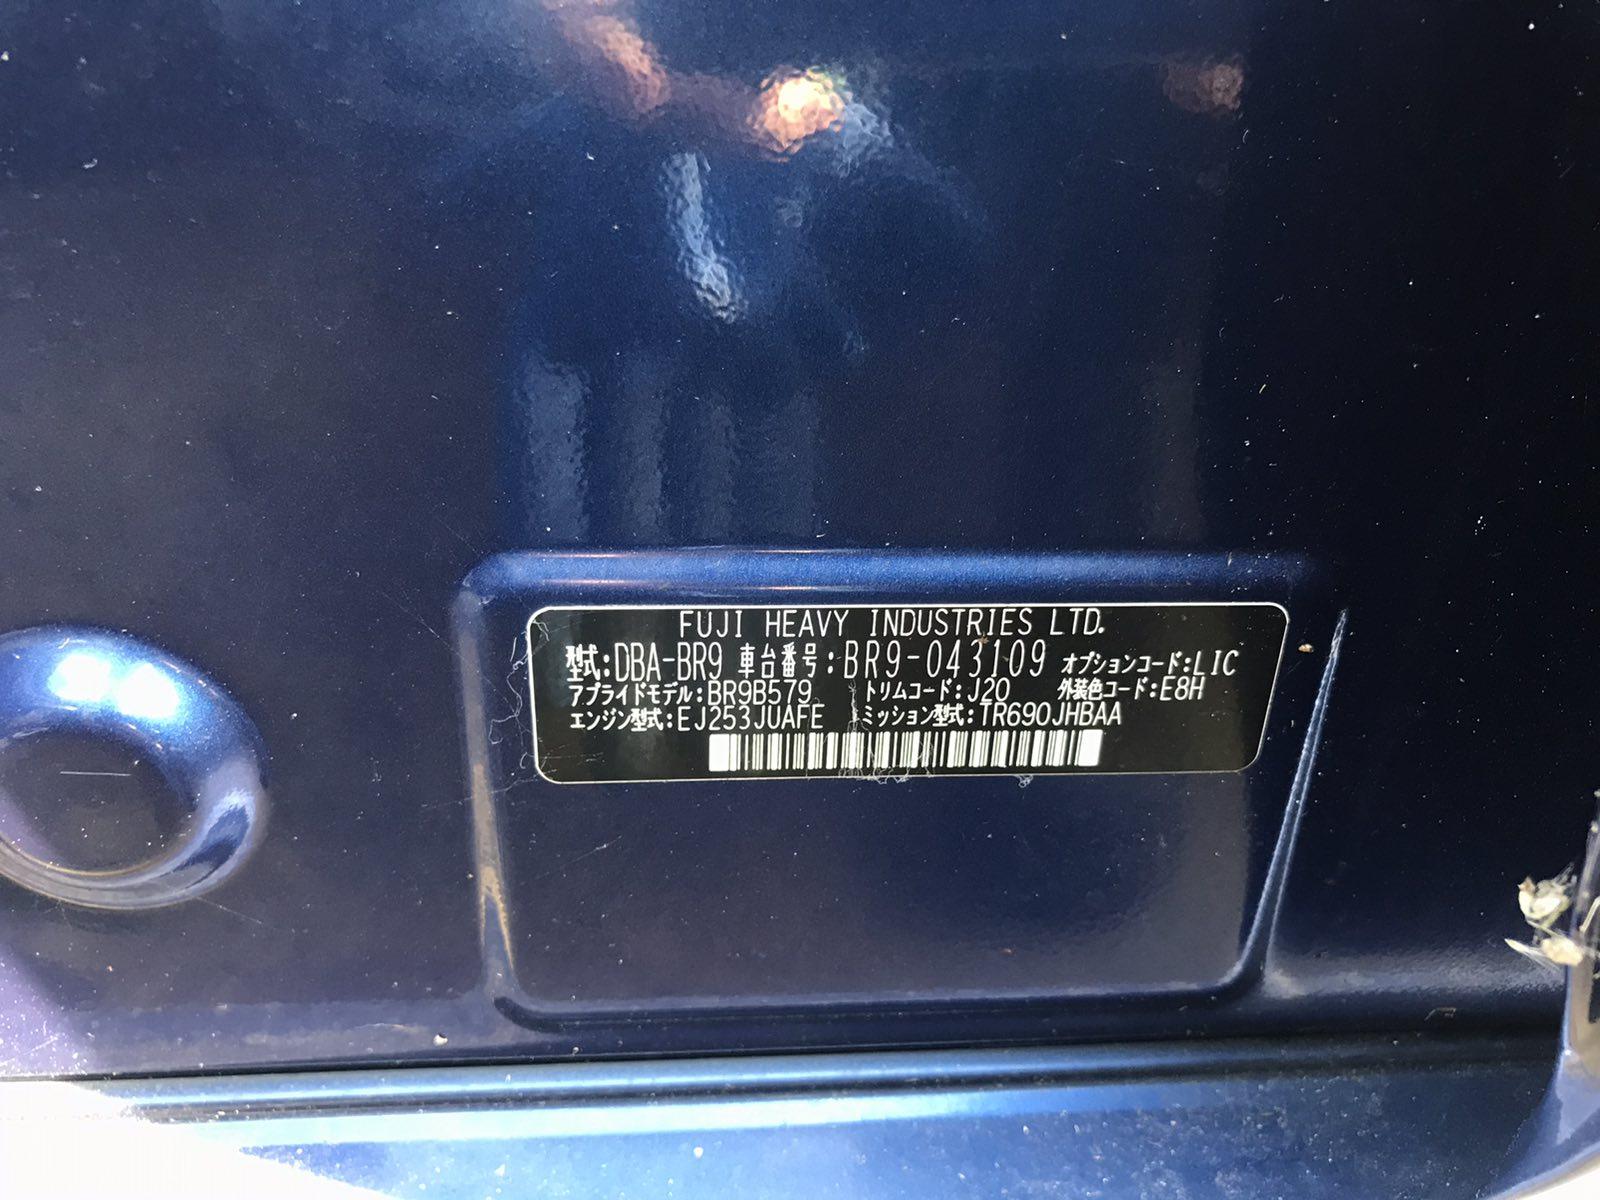 FUJI HEAVY INDUSTRIES LTD.
型式:DBA-BR9 車台番号:BR9-043109 オプションコード:LIC
アプライドモデル:BR9B579 トリムコード:J20 外装色コード:E8H
エンジン型式:EJ253JUAFE ミッション型式:TR690JHBAA